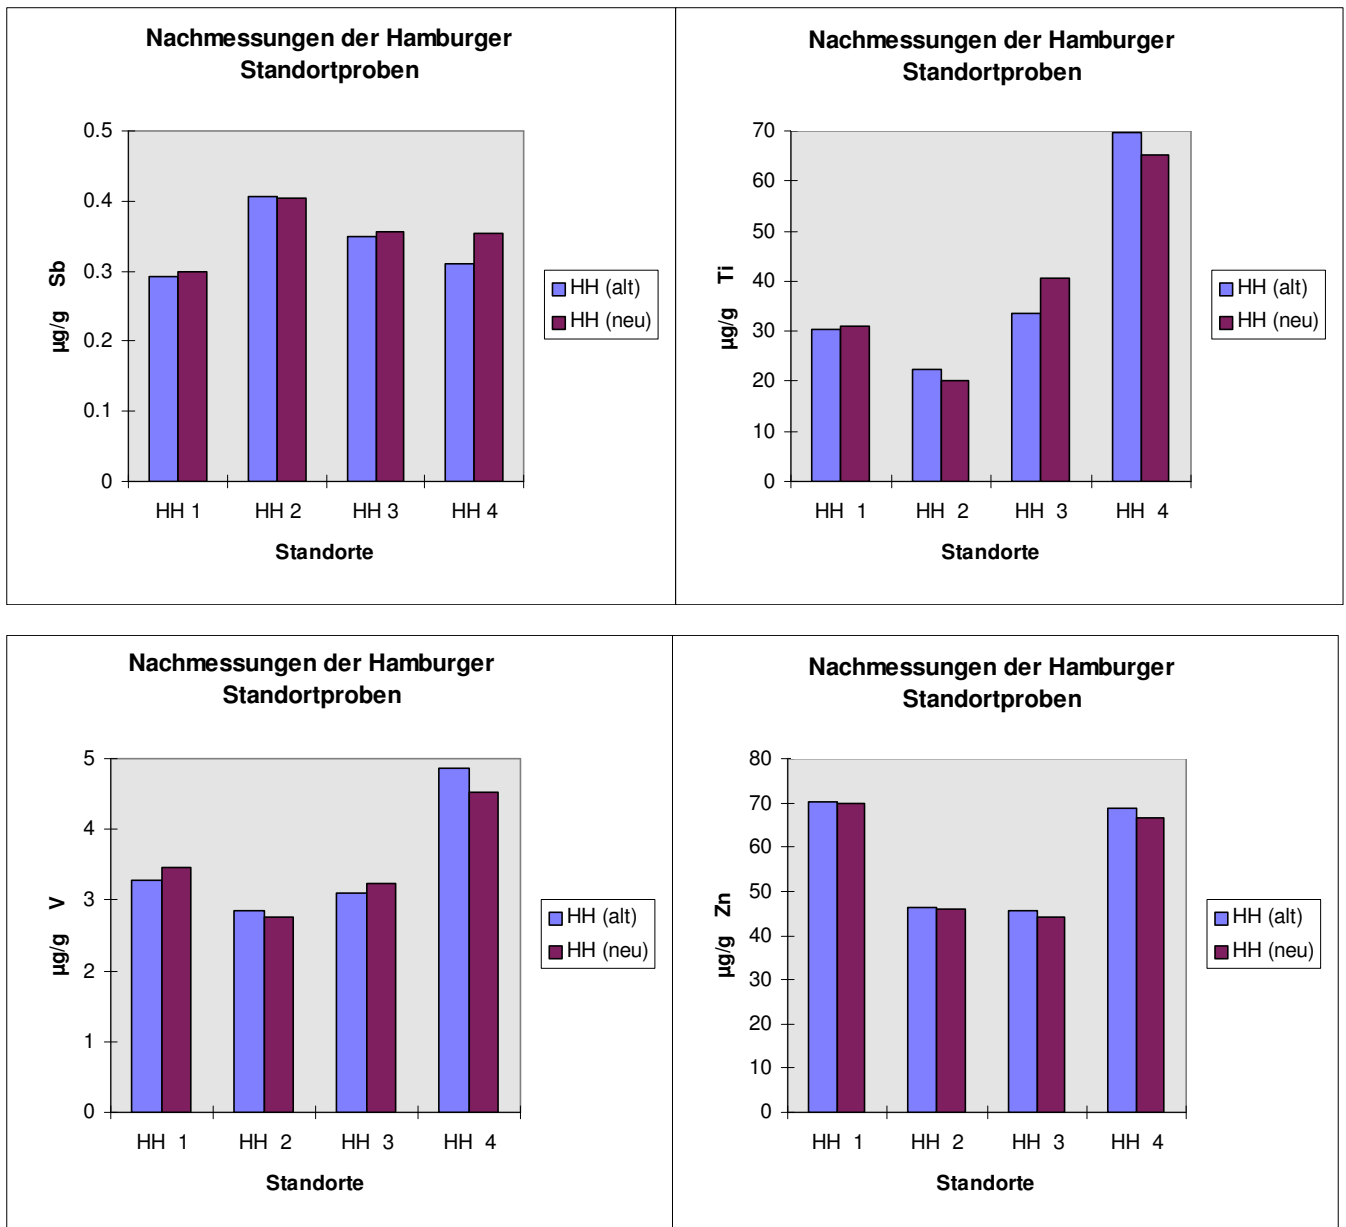 Nachmessungen der Hamburger
Standortproben
0.5
0.4
0.3
0.2
0.1
0
µg/g Sb
HH 1 HH 2 HH 3 HH 4
Standorte
HH (alt)
HH (neu)
Nachmessungen der Hamburger
Standortproben
70
60
50
40
30
20
10
0
µg/g Ti
HH 1 HH 2 HH 3 HH 4
Standorte
HH (alt)
HH (neu)
Nachmessungen der Hamburger
Standortproben
5
4
3
2
1
0
µg/g V
HH 1 HH 2 HH 3 HH 4
Standorte
HH (alt)
HH (neu)
Nachmessungen der Hamburger
Standortproben
80
70
60
50
40
30
20
10
0
µg/g Zn
HH 1 HH 2 HH 3 HH 4
Standorte
HH (alt)
HH (neu)